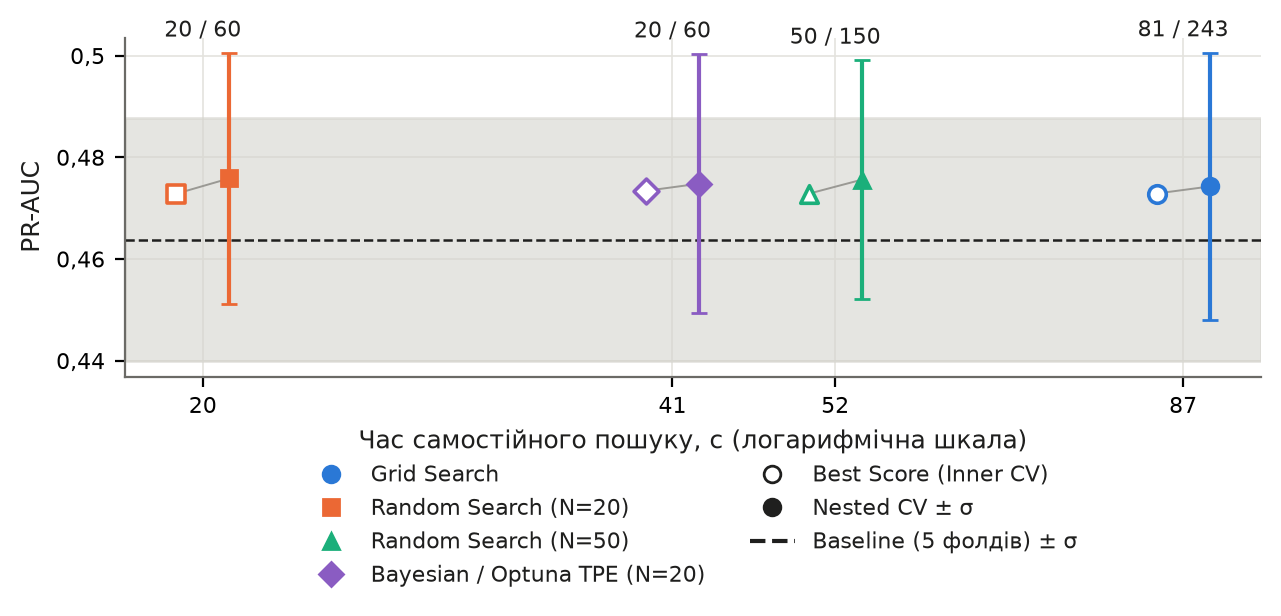 20 / 60
20 / 60
50 / 150
81 / 243
0,5
0,48
0,46
0,44
PR-AUC
20
41
52
87
Час самостійного пошуку, с (логарифмічна шкала)
Grid Search
Random Search (N=20)
Random Search (N=50)
Bayesian / Optuna TPE (N=20)
Best Score (Inner CV)
Nested CV ± σ
Baseline (5 фолдів) ± σ